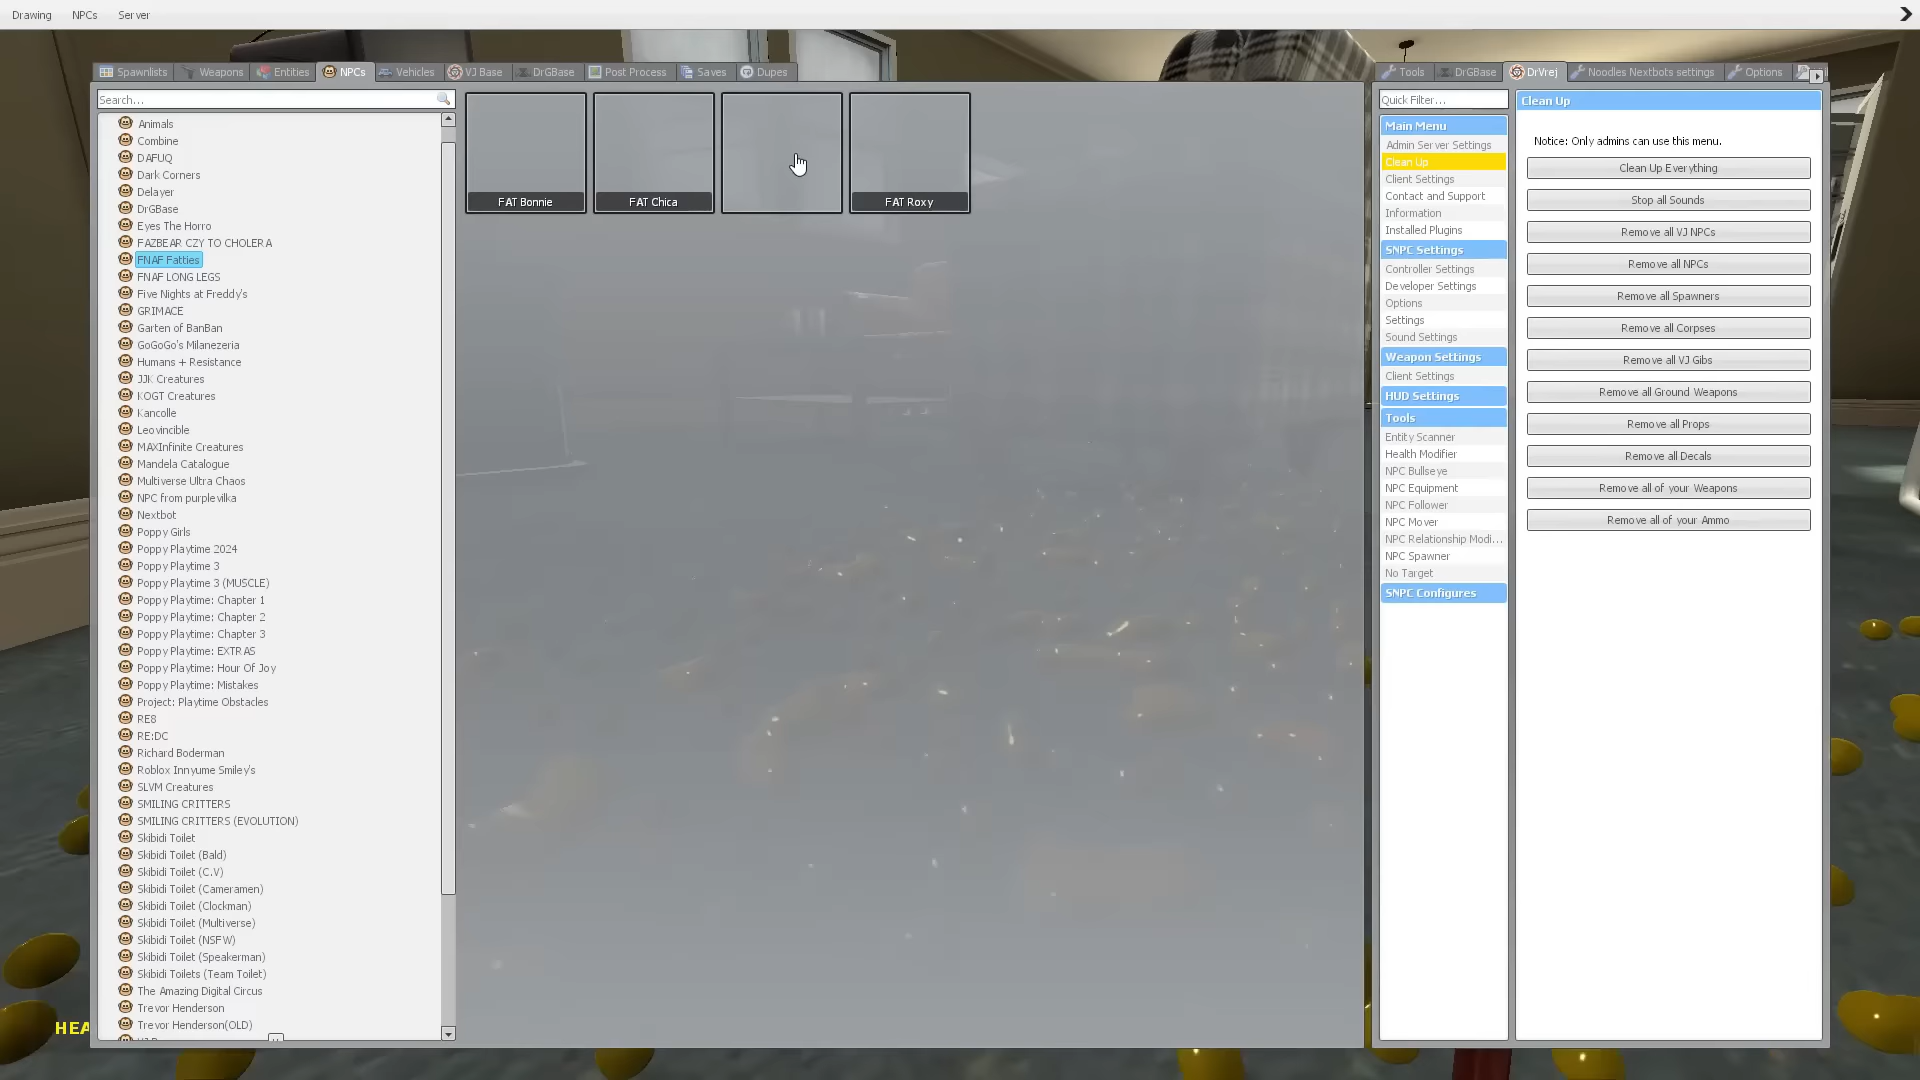 Drawing NPCs Server
Spawnlists Weapons Entities NPCs Vehicles VJ Base DrGBase Post Process Saves Dupes
Search...
Animals
Combine
DAFUQ
Dark Corners
Delayer
DrGBase
Eyes The Horro
FAZBEAR CZY TO CHOLERA
FNAF Fatties
FNAF LONG LEGS
Five Nights at Freddy's
GRIMACE
Garten of BanBan
GoGoGo's Milanezeria
Humans + Resistance
JJK Creatures
KOGT Creatures
Kancolle
Leovincible
MAXInfinite Creatures
Mandela Catalogue
Multiverse Ultra Chaos
NPC from purplevilka
Nextbot
Poppy Girls
Poppy Playtime 2024
Poppy Playtime 3
Poppy Playtime 3 (MUSCLE)
Poppy Playtime: Chapter 1
Poppy Playtime: Chapter 2
Poppy Playtime: Chapter 3
Poppy Playtime: EXTRAS
Poppy Playtime: Hour Of Joy
Poppy Playtime: Mistakes
Project: Playtime Obstacles
RE8
RE:DC
Richard Boderman
Roblox Innyume Smiley's
SLVM Creatures
SMILING CRITTERS
SMILING CRITTERS (EVOLUTION)
Skibidi Toilet
Skibidi Toilet (Bald)
Skibidi Toilet (C.V)
Skibidi Toilet (Cameramen)
Skibidi Toilet (Clockman)
Skibidi Toilet (Multiverse)
Skibidi Toilet (NSFW)
Skibidi Toilet (Speakerman)
Skibidi Toilets (Team Toilet)
The Amazing Digital Circus
Trevor Henderson
Trevor Henderson(OLD)
HEA
FAT Bonnie FAT Chica FAT Roxy
Tools DrGBase DrVrej Noodles Nextbots settings Options
Quick Filter...
Main Menu
Admin Server Settings
Clean Up
Client Settings
Contact and Support
Information
Installed Plugins
SNPC Settings
Controller Settings
Developer Settings
Options
Settings
Sound Settings
Weapon Settings
Client Settings
HUD Settings
Tools
Entity Scanner
Health Modifier
NPC Bullseye
NPC Equipment
NPC Follower
NPC Mover
NPC Relationship Modi...
NPC Spawner
No Target
SNPC Configures
Clean Up
Notice: Only admins can use this menu.
Clean Up Everything
Stop all Sounds
Remove all VJ NPCs
Remove all NPCs
Remove all Spawners
Remove all Corpses
Remove all VJ Gibs
Remove all Ground Weapons
Remove all Props
Remove all Decals
Remove all of your Weapons
Remove all of your Ammo